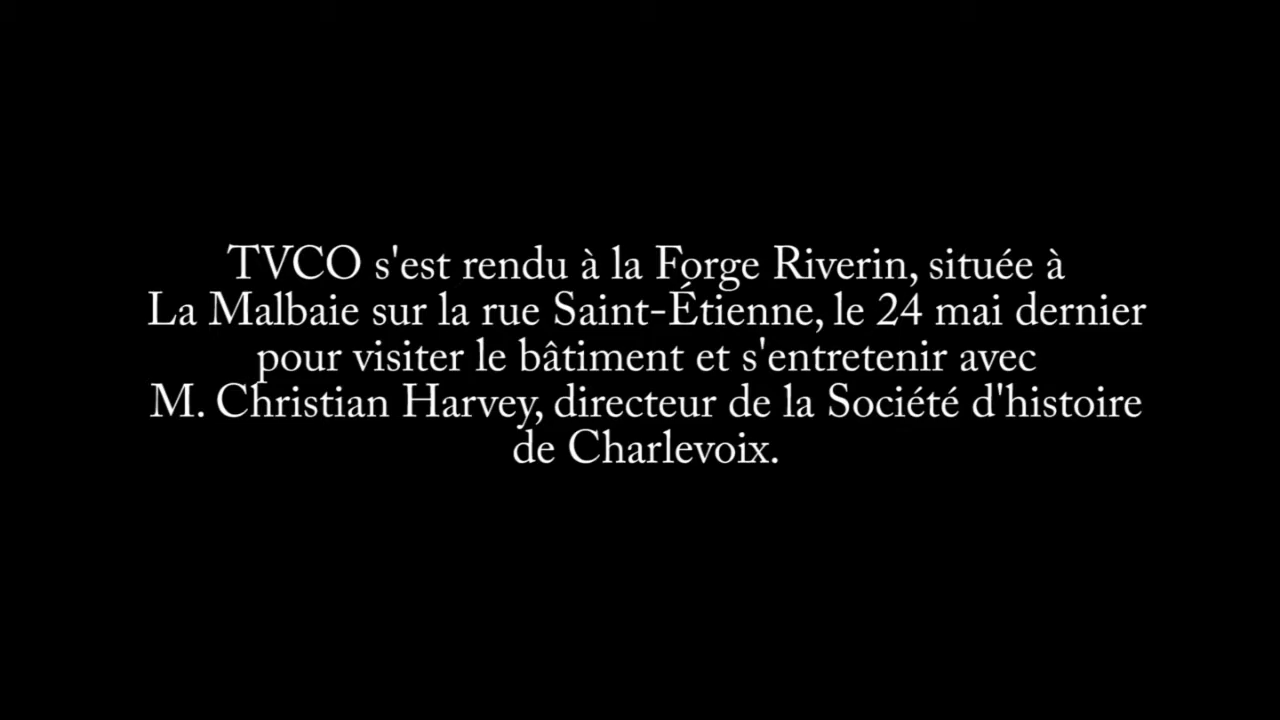 TVCO s'est rendu à la Forge Riverin, située à
La Malbaie sur la rue Saint-Étienne, le 24 mai dernier
pour visiter le bâtiment et s'entretenir avec
M. Christian Harvey, directeur de la Société d'histoire
de Charlevoix.